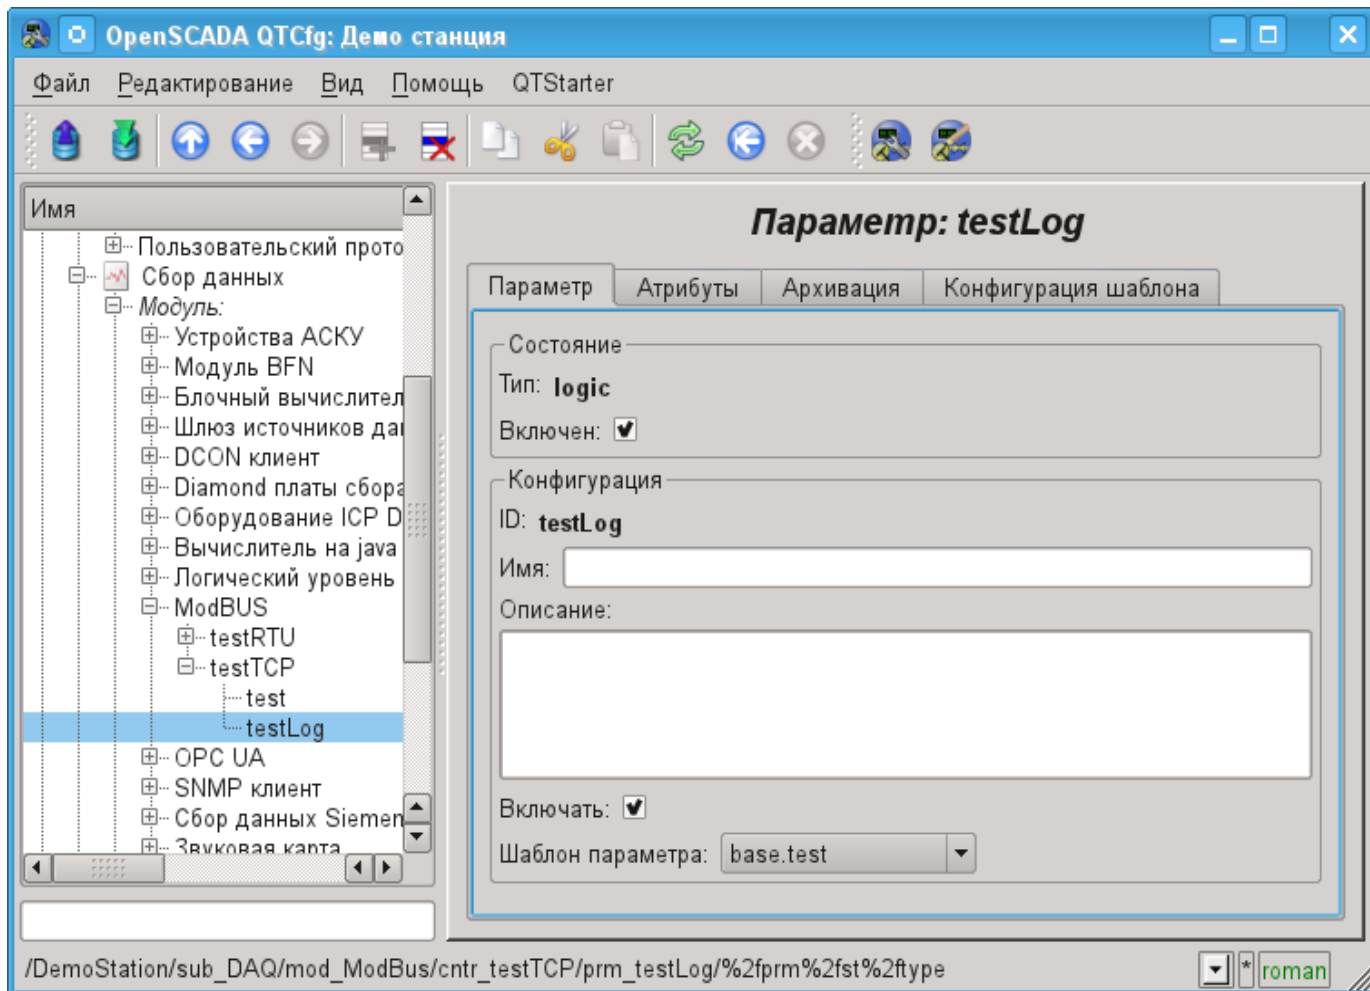 OpenSCADA QTCfg: Демо станция
Файл Редактирование Вид Помощь QTStarter
Имя
Пользовательский прото
Сбор данных
Модуль:
Устройства АСКУ
Модуль BFN
Блочный вычислител
Шлюз источников да
DCON клиент
Diamond платы сбора
Оборудование ICP D
Вычислитель на java
Логический уровень
ModBUS
testRTU
testTCP
test
testLog
OPC UA
SNMP клиент
Сбор данных Siemen
Звуковая карта
Параметр: testLog
Параметр Атрибуты Архивация Конфигурация шаблона
Состояние
Тип: logic
Включен:
Конфигурация
ID: testLog
Имя:
Описание:
Включать:
Шаблон параметра: base.test
/DemoStation/sub_DAQ/mod_ModBus/cntr_testTCP/prm_testLog/%2fprm%2fst%2ftype
* roman